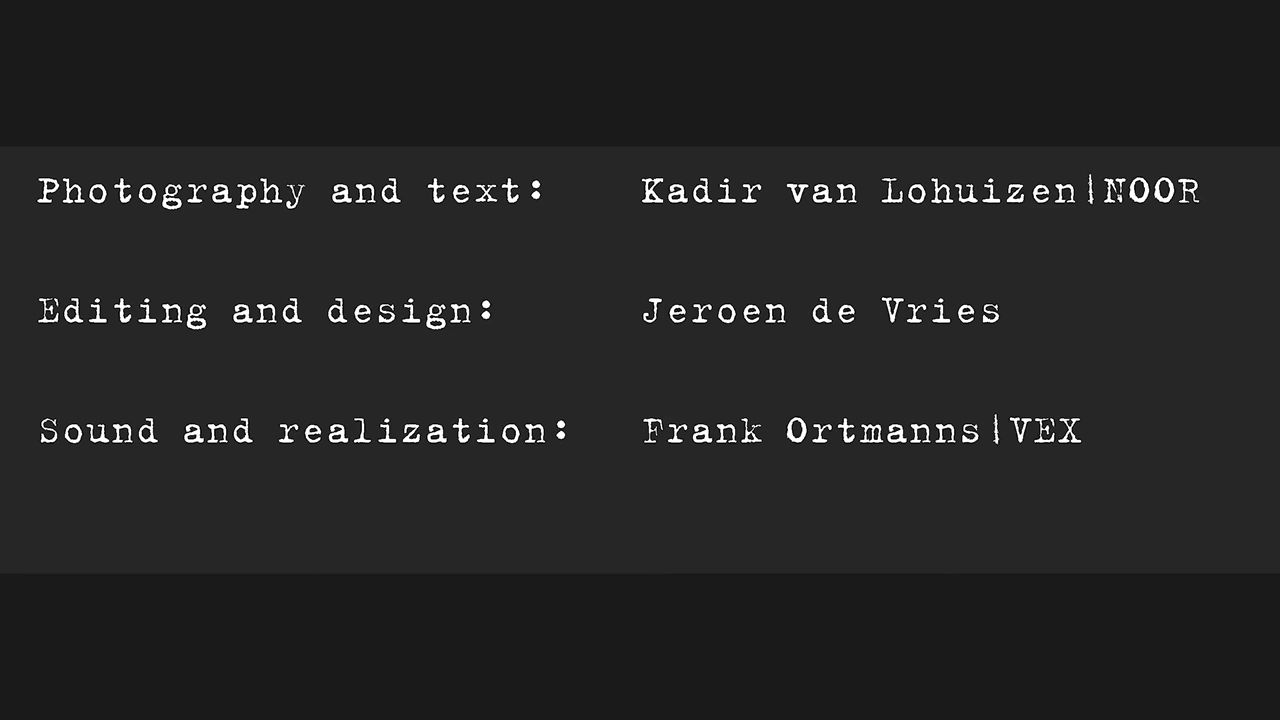 Photography and text: Kadir van Lohuizen|NOOR
Editing and design: Jeroen de Vries
Sound and realization: Frank Ortmanns|VEX